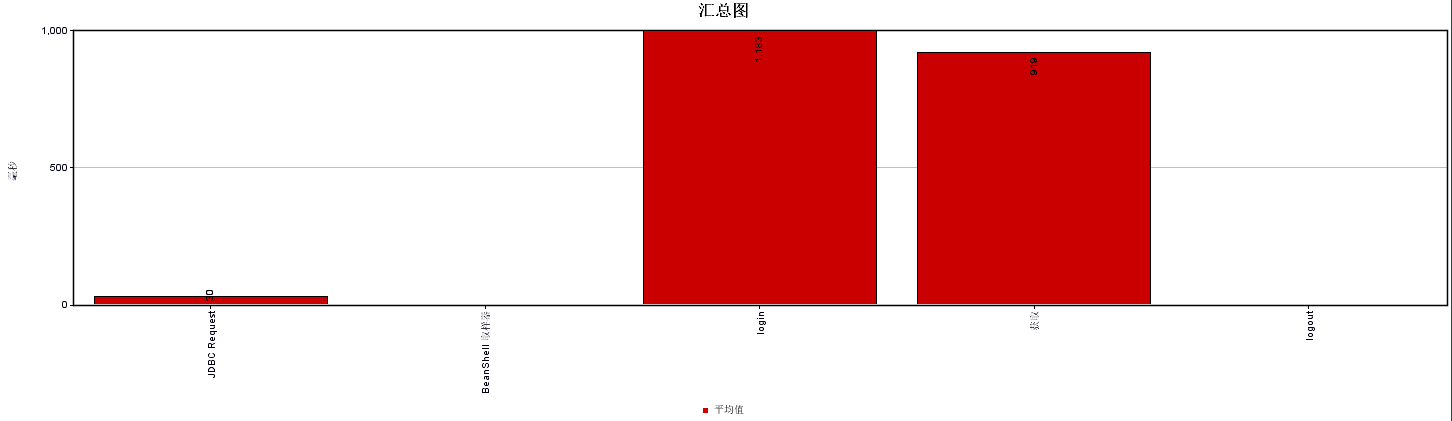 汇总图
1,000
500
0
毫秒
30
1,183
919
JDBC Request
BeanShell 取样器
login
获取
logout
平均值